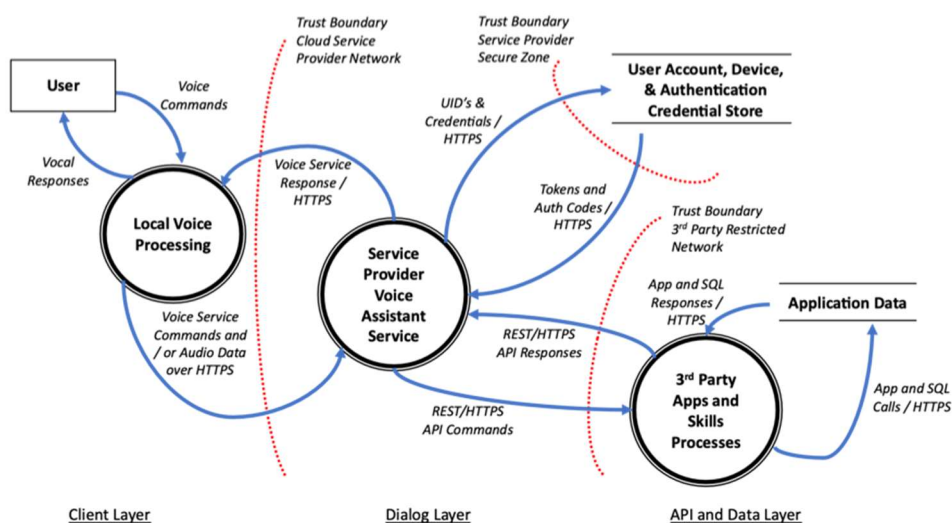 Trust Boundary
Cloud Service
Provider Network
Trust Boundary
Service Provider
Secure Zone
User
Voice
Commands
Vocal
Responses
Local Voice
Processing
Voice Service
Response /
HTTPS
UID's &
Credentials /
HTTPS
User Account, Device,
& Authentication
Credential Store
Tokens and
Auth Codes /
HTTPS
Service
Provider
Voice
Assistant
Service
Trust Boundary
3rd Party Restricted
Network
Voice Service
Commands and
/ or Audio Data
over HTTPS
App and SQL
Responses /
HTTPS
Application Data
REST/HTTPS
API Responses
REST/HTTPS
API Commands
3rd Party
Apps and
Skills
Processes
App and SQL
Calls / HTTPS
Client Layer
Dialog Layer
API and Data Layer